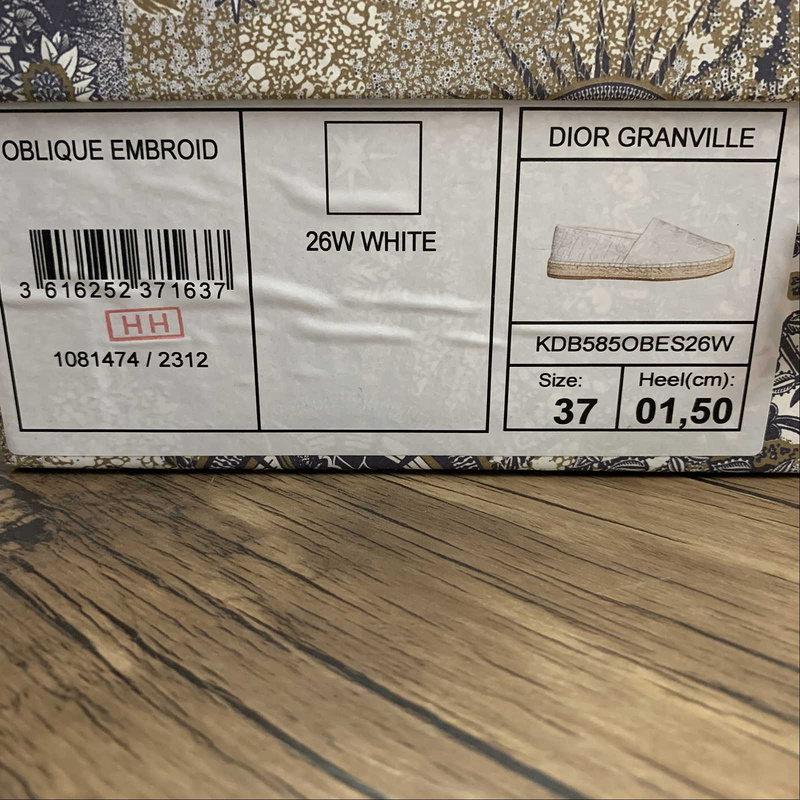 OBLIQUE EMBROID
3 616252 371637
HH
1081474 / 2312
26W WHITE
DIOR GRANVILLE
KDB585OBES26W
Size:
37
Heel(cm):
01,50